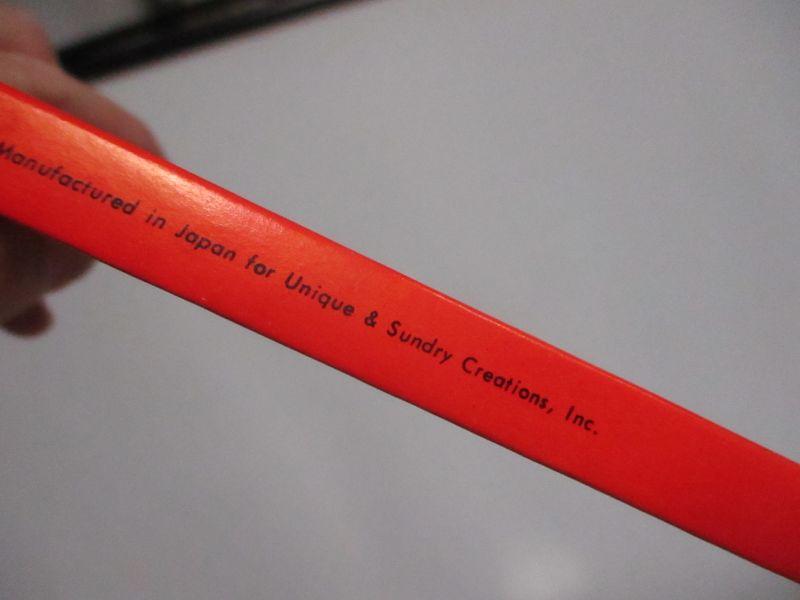 Manufactured in Japan for Unique & Sundry Creations, Inc.